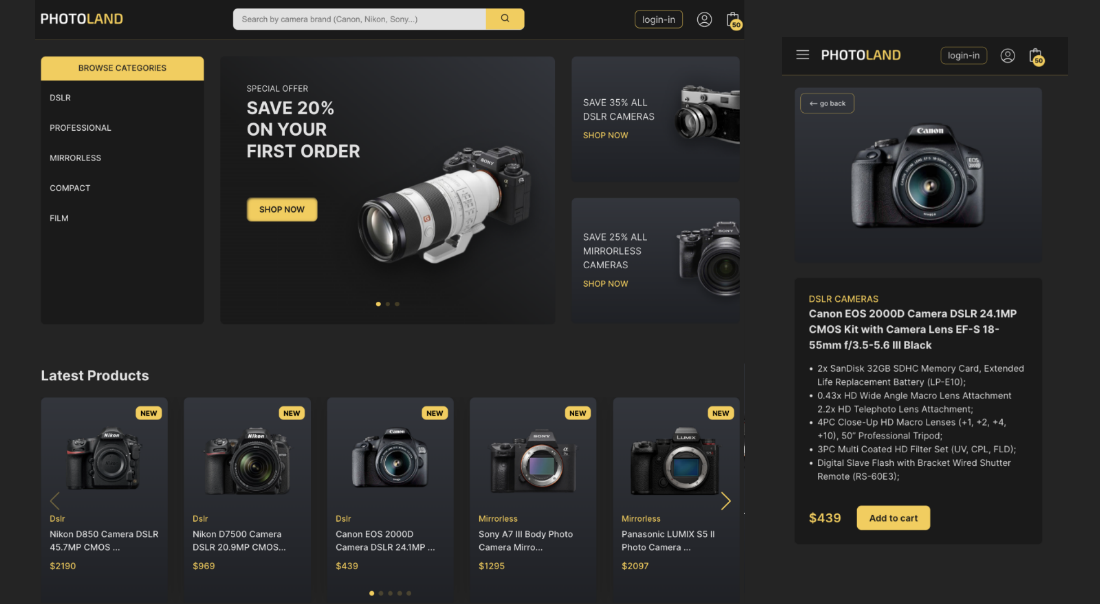 PHOTOLAND
Search by camera brand (Canon, Nikon, Sony...)
login-in
50
BROWSE CATEGORIES
DSLR
PROFESSIONAL
MIRRORLESS
COMPACT
FILM
SPECIAL OFFER
SAVE 20%
ON YOUR
FIRST ORDER
SHOP NOW
SONY
SAVE 35% ALL
DSLR CAMERAS
SHOP NOW
SAVE 25% ALL
MIRRORLESS
CAMERAS
SHOP NOW
SONY
Latest Products
NEW
Nikon
Dslr
Nikon D850 Camera DSLR
45.7MP CMOS ...
$2190
NEW
Nikon
Dslr
Nikon D7500 Camera
DSLR 20.9MP CMOS...
$969
NEW
Canon
Dslr
Canon EOS 2000D
Camera DSLR 24.1MP ...
$439
NEW
SONY
Mirrorless
Sony A7 III Body Photo
Camera Mirro...
$1295
NEW
LUMIX
Mirrorless
Panasonic LUMIX S5 II
Photo Camera ...
$2097
PHOTOLAND
login-in
50
← go back
Canon
EOS
DSLR CAMERAS
Canon EOS 2000D Camera DSLR 24.1MP
CMOS Kit with Camera Lens EF-S 18-
55mm f/3.5-5.6 III Black
• 2x SanDisk 32GB SDHC Memory Card, Extended
Life Replacement Battery (LP-E10);
• 0.43x HD Wide Angle Macro Lens Attachment
2.2x HD Telephoto Lens Attachment;
• 4PC Close-Up HD Macro Lenses (+1, +2, +4,
+10), 50" Professional Tripod;
• 3PC Multi Coated HD Filter Set (UV, CPL, FLD);
• Digital Slave Flash with Bracket Wired Shutter
Remote (RS-60E3);
$439
Add to cart